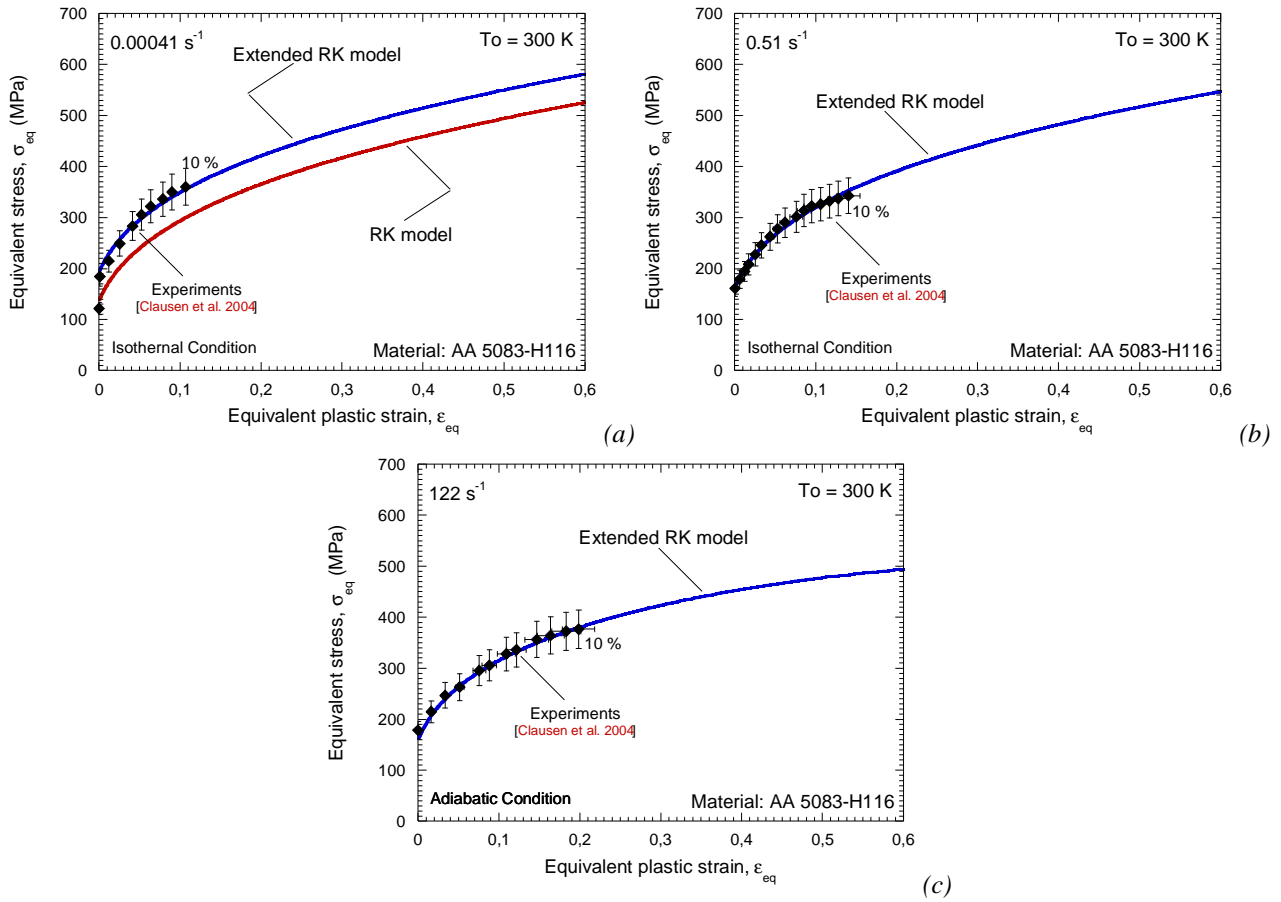 700
600
500
400
300
200
100
0
Equivalent stress, σeq (MPa)
0.00041 s-1
To = 300 K
Extended RK model
10 %
RK model
Experiments
[Clausen et al. 2004]
Isothernal Condition
Material: AA 5083-H116
0 0,1 0,2 0,3 0,4 0,5 0,6
Equivalent plastic strain, εeq
(a)
700
600
500
400
300
200
100
0
Equivalent stress, σeq (MPa)
0.51 s-1
To = 300 K
Extended RK model
10 %
Experiments
[Clausen et al. 2004]
Isothernal Condition
Material: AA 5083-H116
0 0,1 0,2 0,3 0,4 0,5 0,6
Equivalent plastic strain, εeq
(b)
700
600
500
400
300
200
100
0
Equivalent stress, σeq (MPa)
122 s-1
To = 300 K
Extended RK model
10 %
Experiments
[Clausen et al. 2004]
Adiabatic Condition
Material: AA 5083-H116
0 0,1 0,2 0,3 0,4 0,5 0,6
Equivalent plastic strain, εeq
(c)